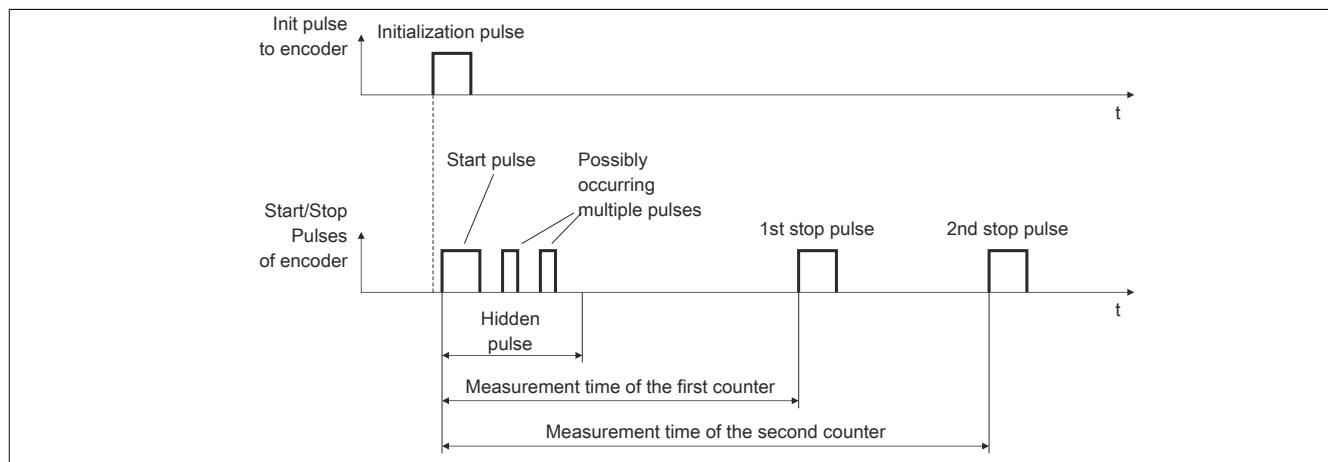 Init pulse
to encoder
Initialization pulse
t
Start pulse
Possibly
occurring
multiple pulses
Start/Stop
Pulses
of encoder
1st stop pulse
2nd stop pulse
t
Hidden
pulse
Measurement time of the first counter
Measurement time of the second counter